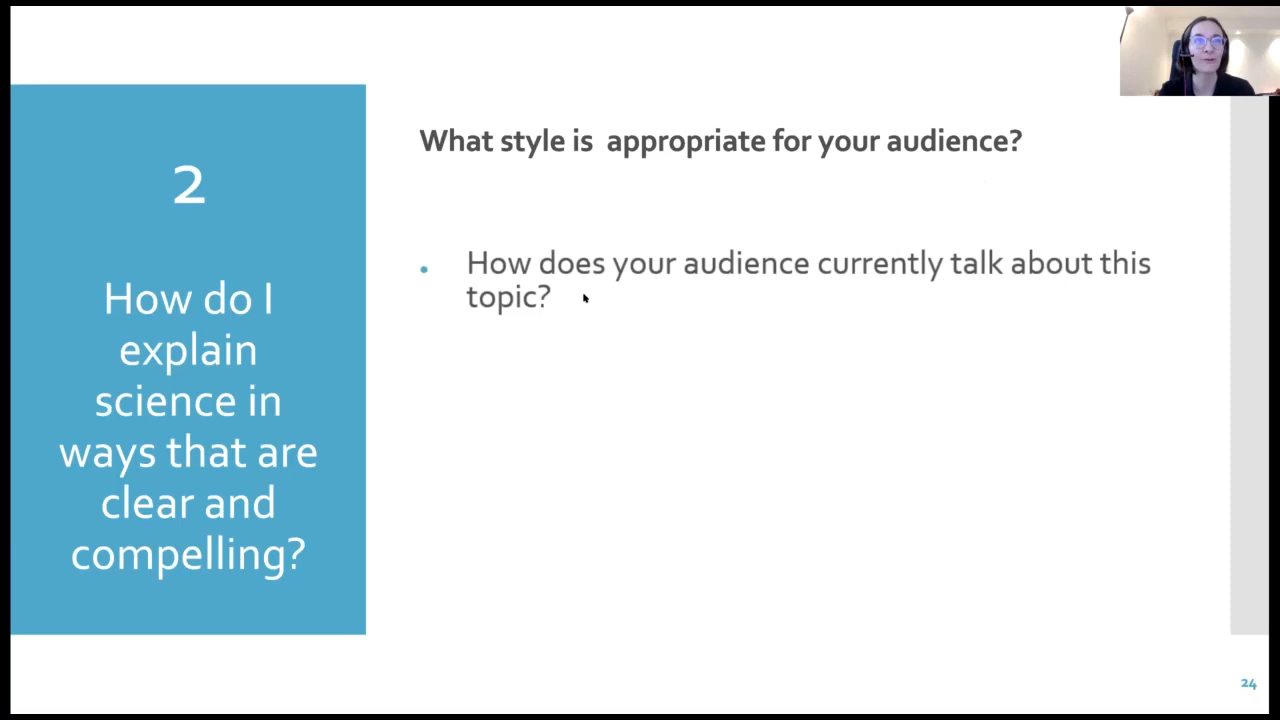 2
How do I
explain
science in
ways that are
clear and
compelling?
What style is  appropriate for your audience?
• How does your audience currently talk about this
topic?
24